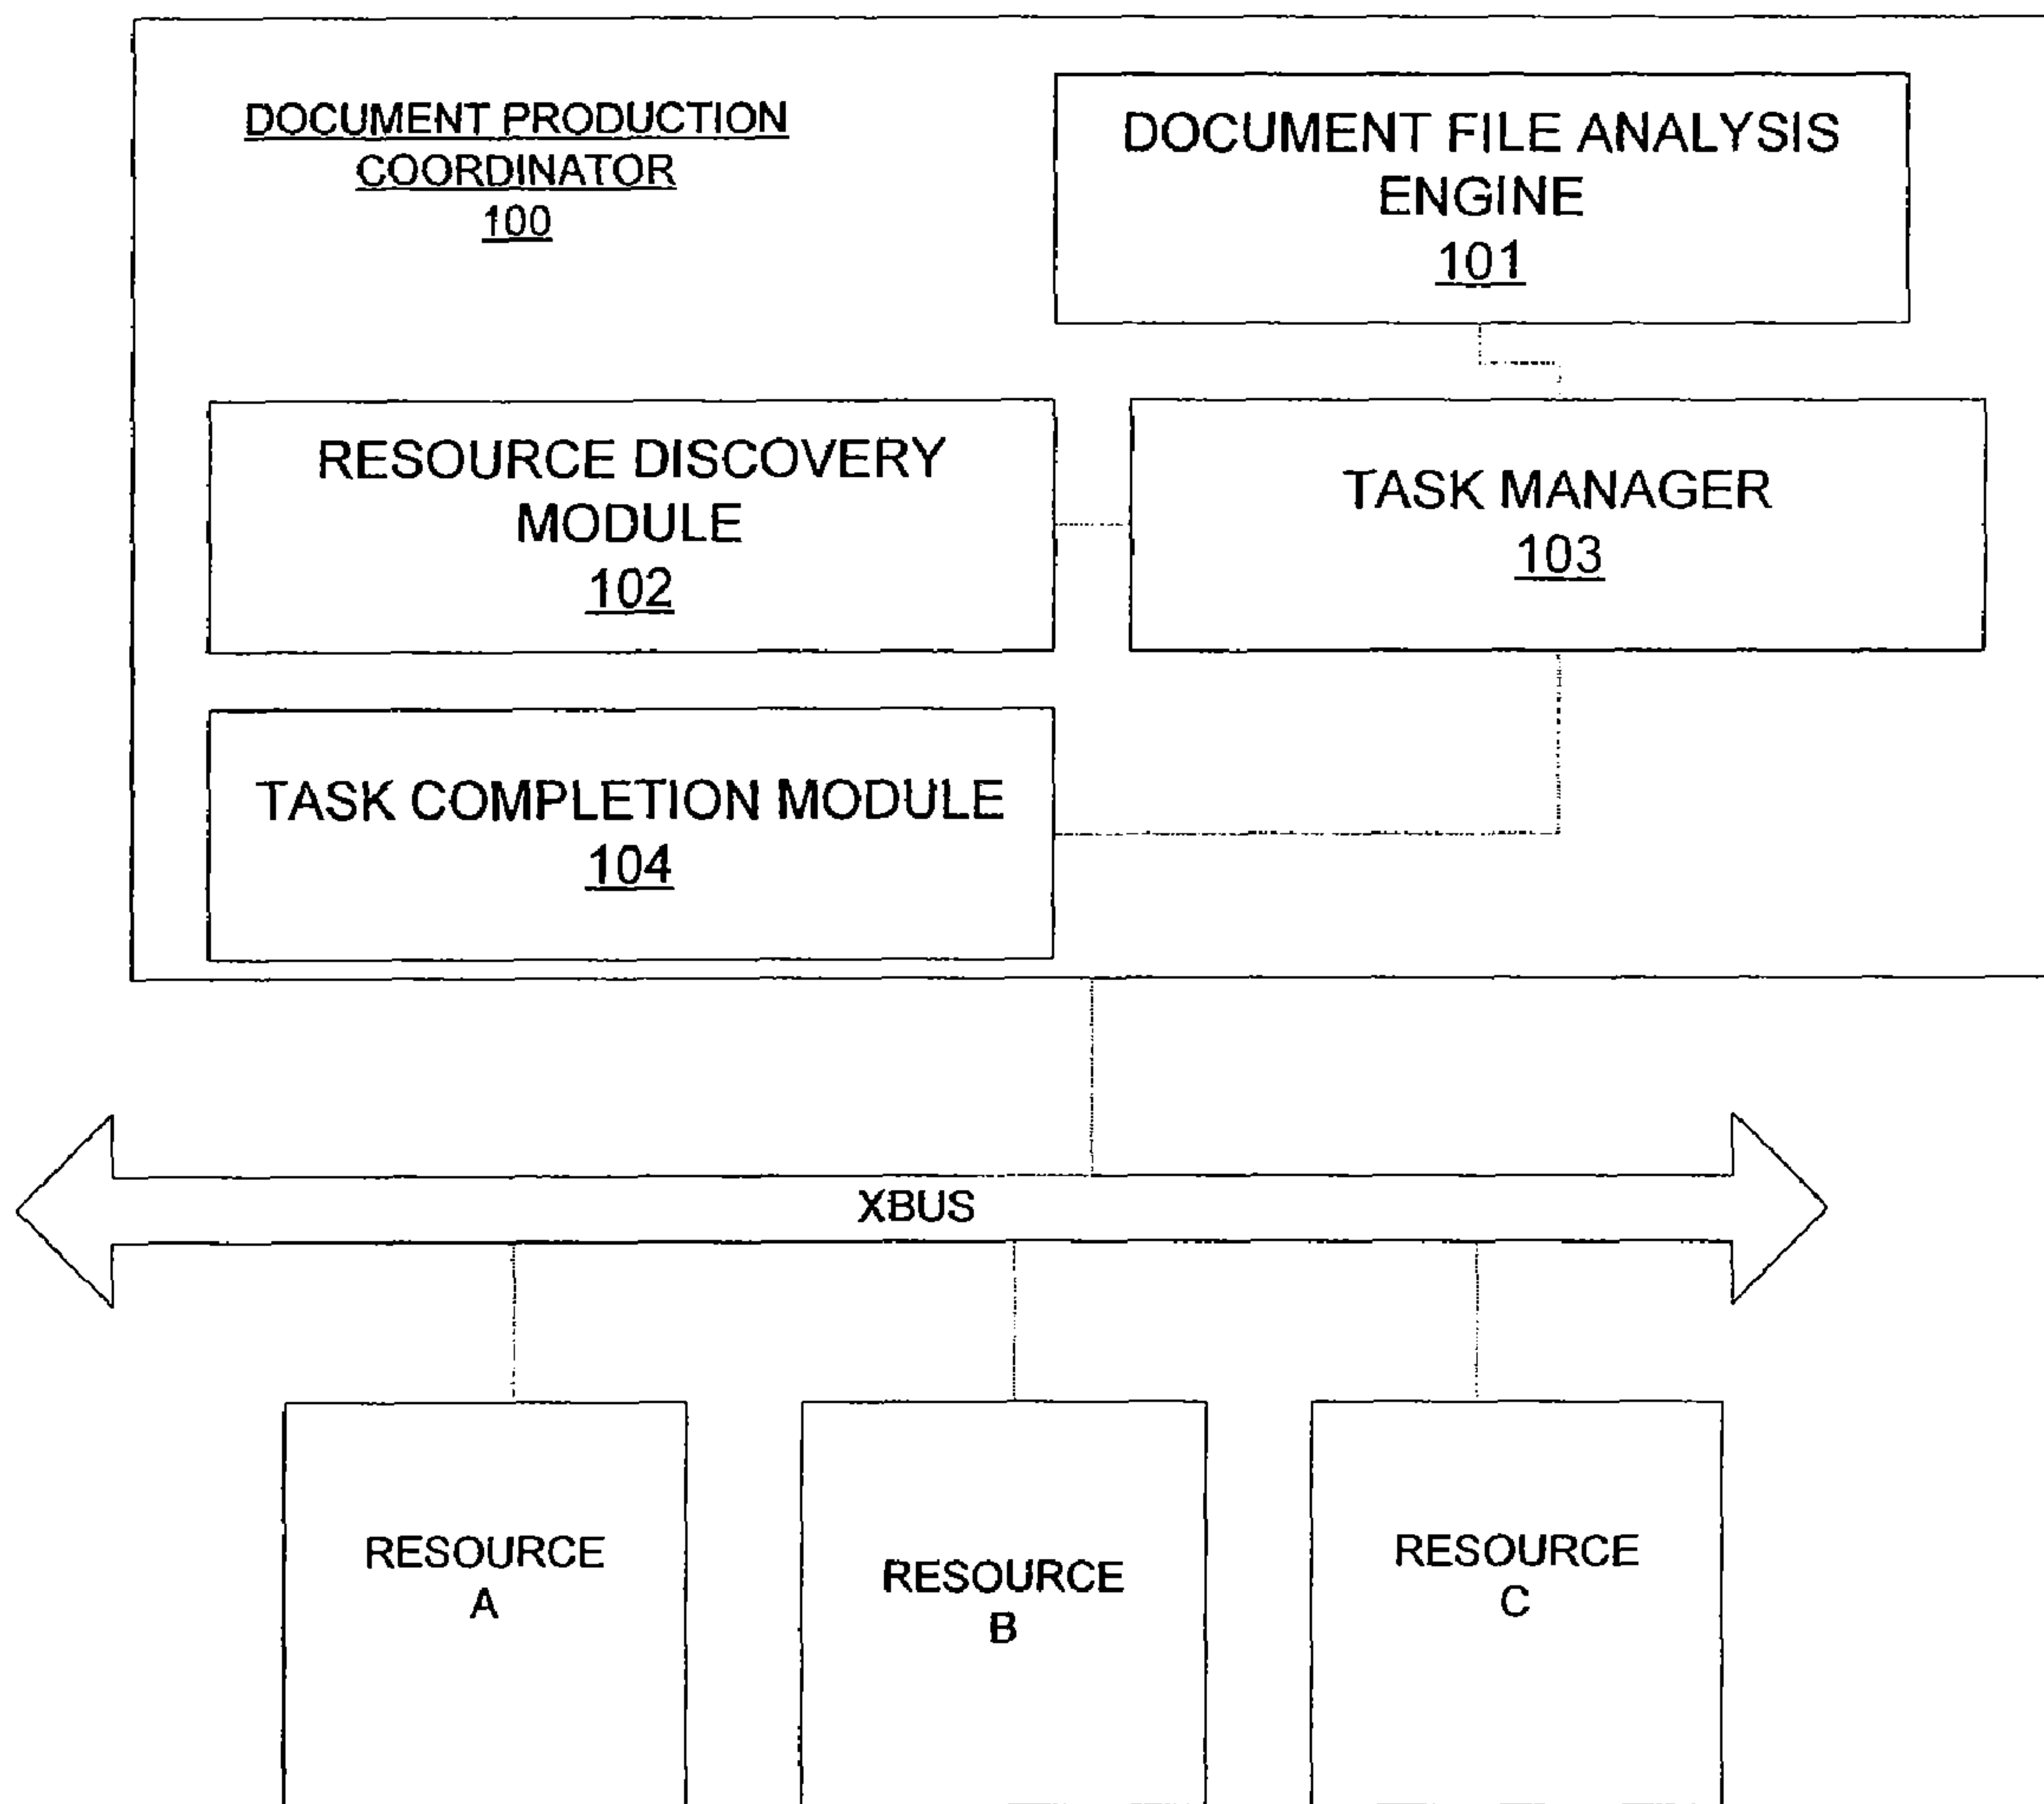 DOCUMENT PRODUCTION
COORDINATOR
100
DOCUMENT FILE ANALYSIS
ENGINE
101
RESOURCE DISCOVERY
MODULE
102
TASK MANAGER
103
TASK COMPLETION MODULE
104
XBUS
RESOURCE
A
RESOURCE
B
RESOURCE
C